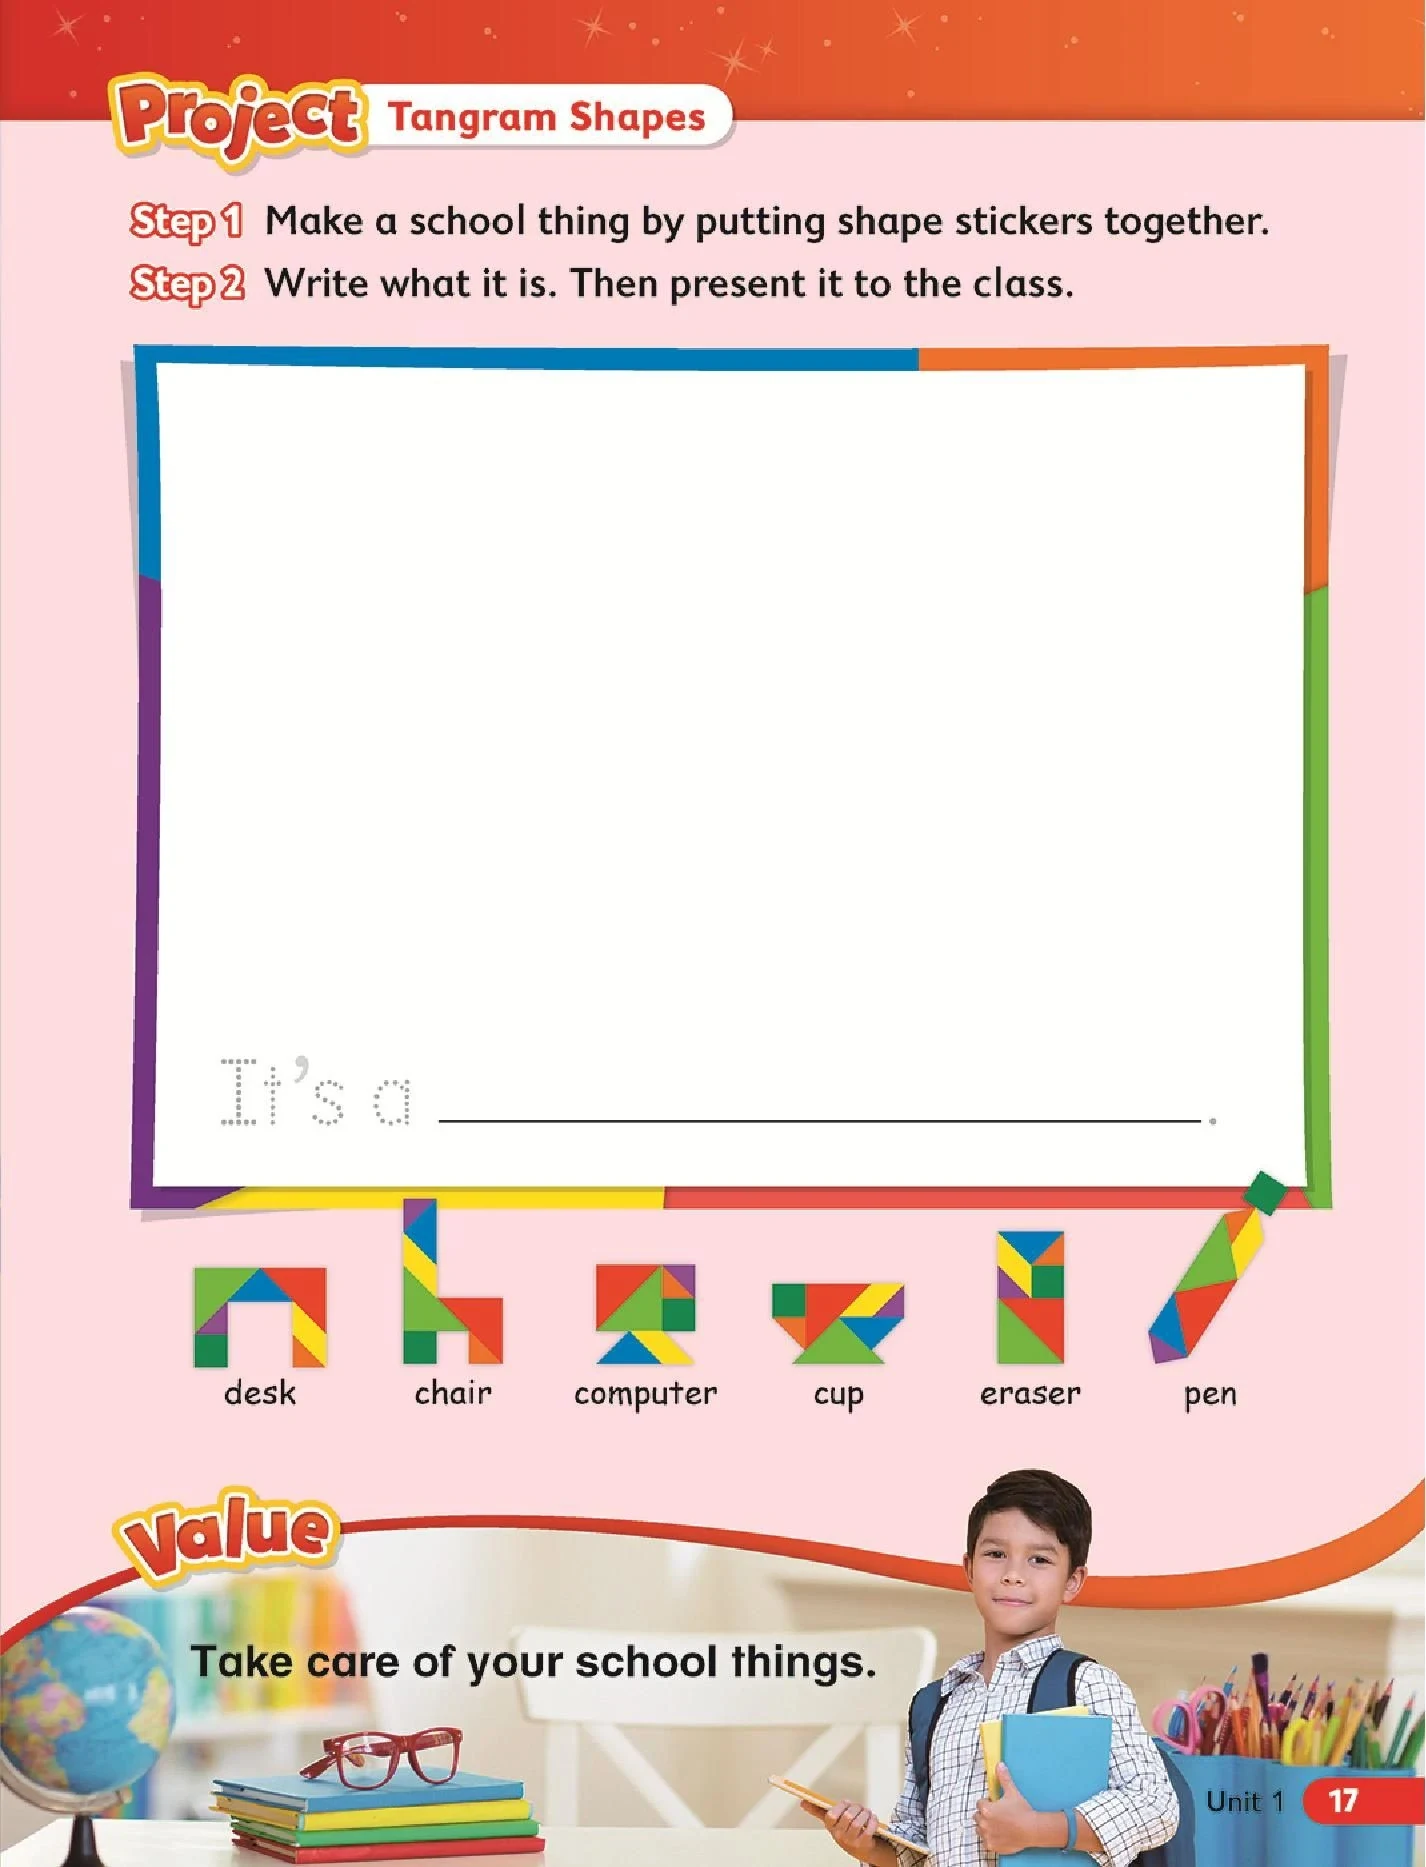 Project Tangram Shapes
Step 1 Make a school thing by putting shape stickers together.
Step 2 Write what it is. Then present it to the class.
It's a ____________________.
desk chair computer cup eraser pen
Value
Take care of your school things.
Unit 1 17